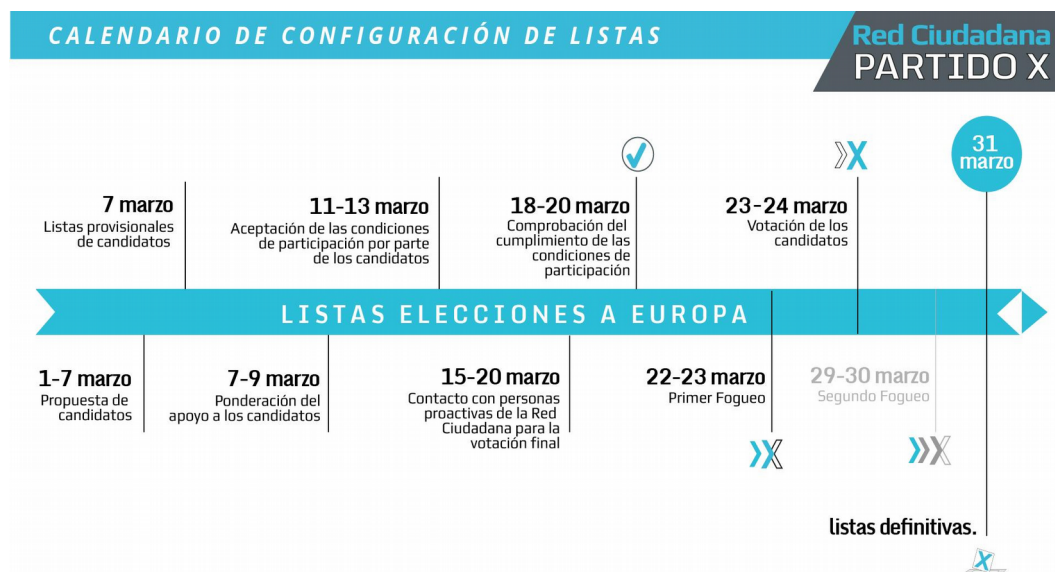 CALENDARIO DE CONFIGURACIÓN DE LISTAS
Red Ciudadana
PARTIDO X
31
marzo
7 marzo
Listas provisionales
de candidatos
11-13 marzo
Aceptación de las condiciones
de participación por parte
de los candidatos
18-20 marzo
Comprobación del
cumplimiento de las
condiciones de
participación
23-24 marzo
Votación de los
candidatos
LISTAS ELECCIONES A EUROPA
1-7 marzo
Propuesta de
candidatos
7-9 marzo
Ponderación del
apoyo a los candidatos
15-20 marzo
Contacto con personas
proactivas de la Red
Ciudadana para la
votación final
22-23 marzo
Primer Fogueo
29-30 marzo
Segundo Fogueo
listas definitivas.
X